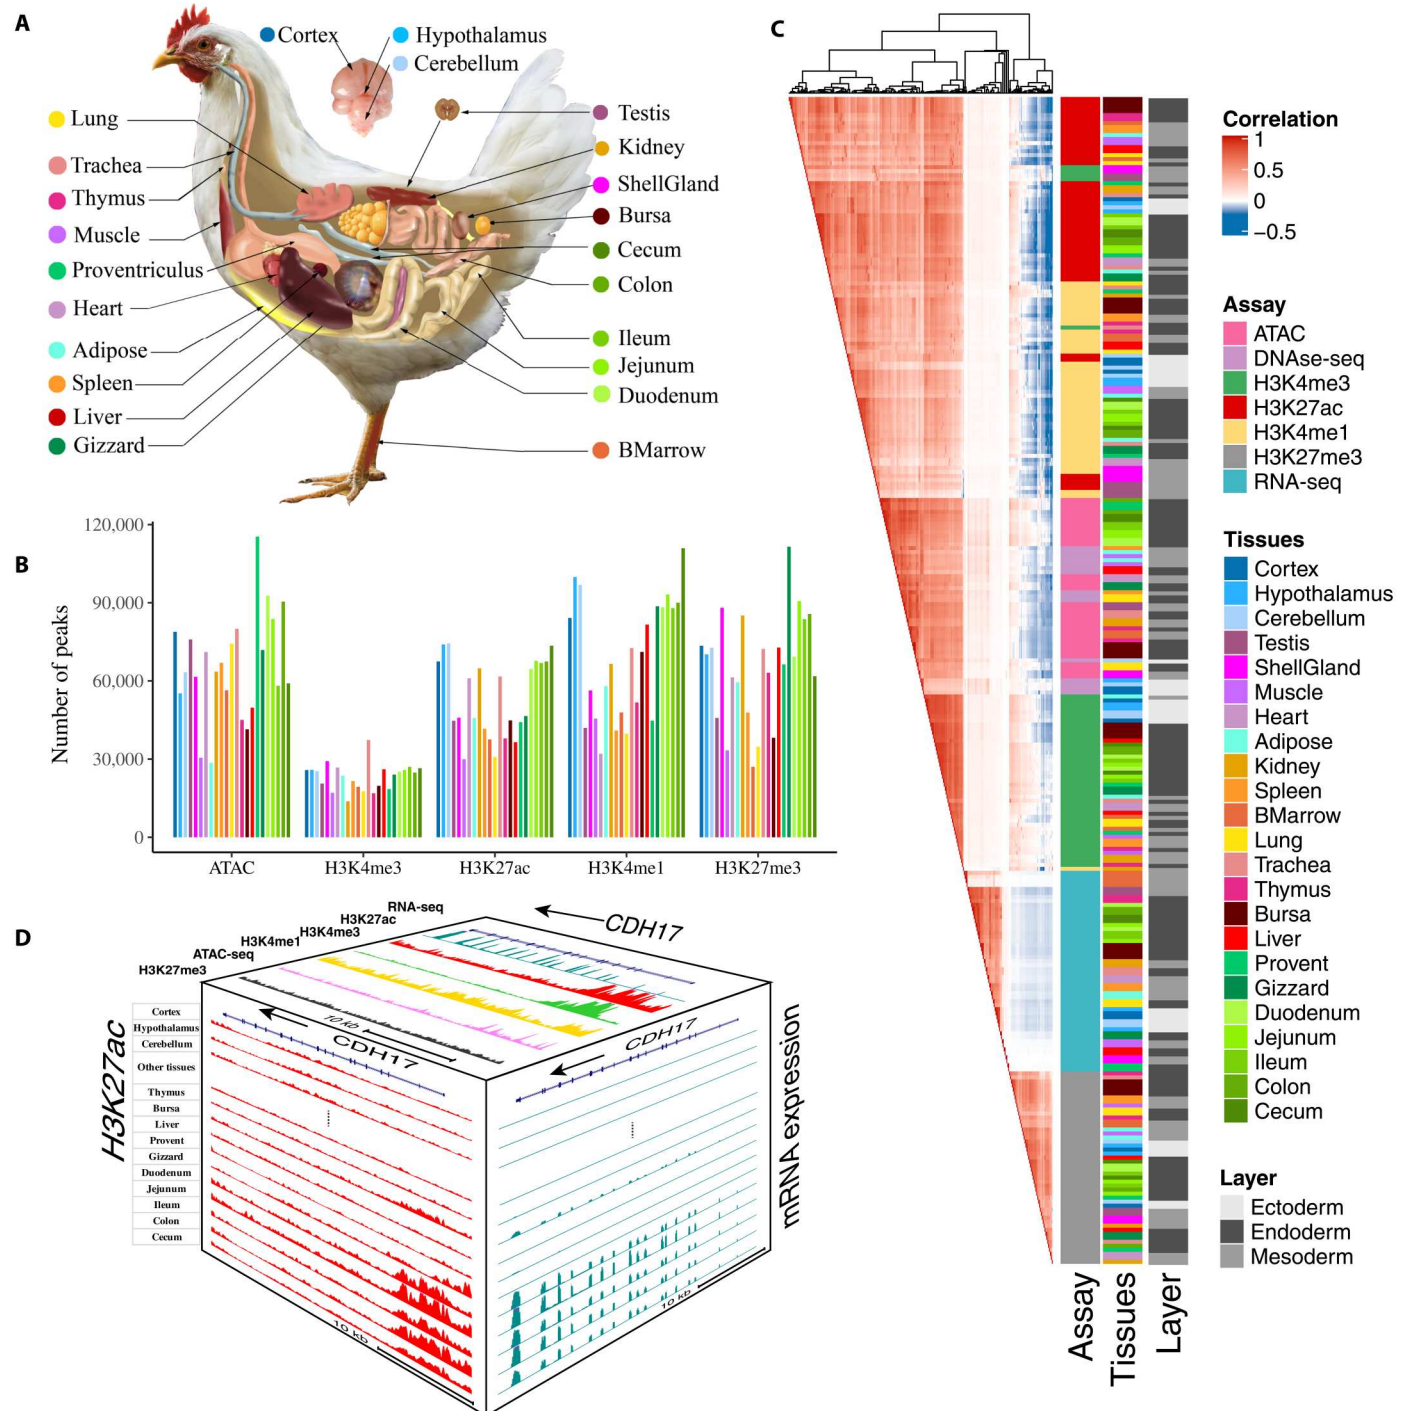 A
Cortex
Hypothalamus
Cerebellum
Lung
Trachea
Thymus
Muscle
Proventriculus
Heart
Adipose
Spleen
Liver
Gizzard
Testis
Kidney
ShellGland
Bursa
Cecum
Colon
Ileum
Jejunum
Duodenum
BMarrow
B
Number of peaks
120,000
90,000
60,000
30,000
0
ATAC
H3K4me3
H3K27ac
H3K4me1
H3K27me3
C
Correlation
1
0.5
0
−0.5
Assay
ATAC
DNAse-seq
H3K4me3
H3K27ac
H3K4me1
H3K27me3
RNA-seq
Tissues
Cortex
Hypothalamus
Cerebellum
Testis
ShellGland
Muscle
Heart
Adipose
Kidney
Spleen
BMarrow
Lung
Trachea
Thymus
Bursa
Liver
Provent
Gizzard
Duodenum
Jejunum
Ileum
Colon
Cecum
Layer
Ectoderm
Endoderm
Mesoderm
Assay
Tissues
Layer
D
RNA-seq
H3K27ac
H3K4me3
H3K4me1
ATAC-seq
H3K27me3
CDH17
10 kb
H3K27ac
Cortex
Hypothalamus
Cerebellum
Other tissues
Thymus
Bursa
Liver
Provent
Gizzard
Duodenum
Jejunum
Ileum
Colon
Cecum
CDH17
10 kb
CDH17
10 kb
mRNA expression